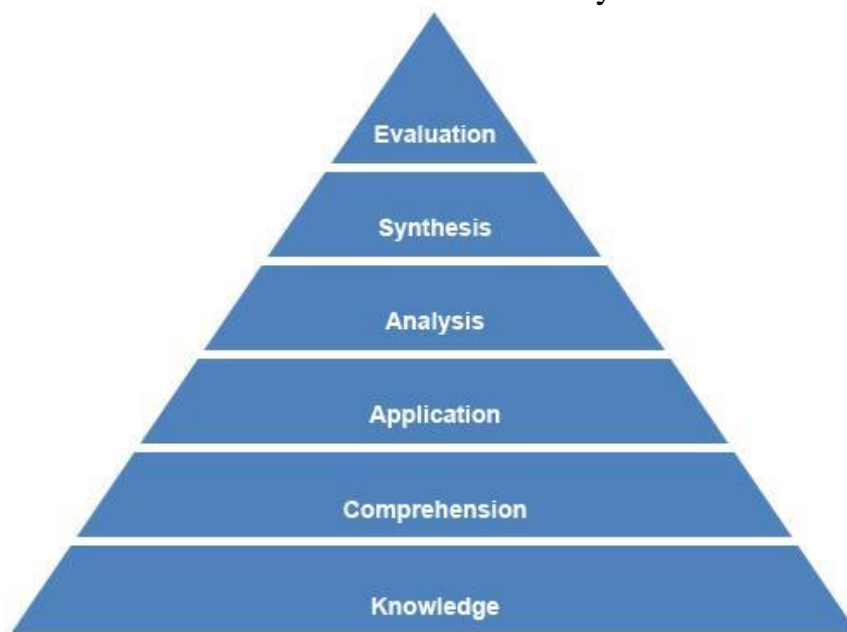 Evaluation
Synthesis
Analysis
Application
Comprehension
Knowledge